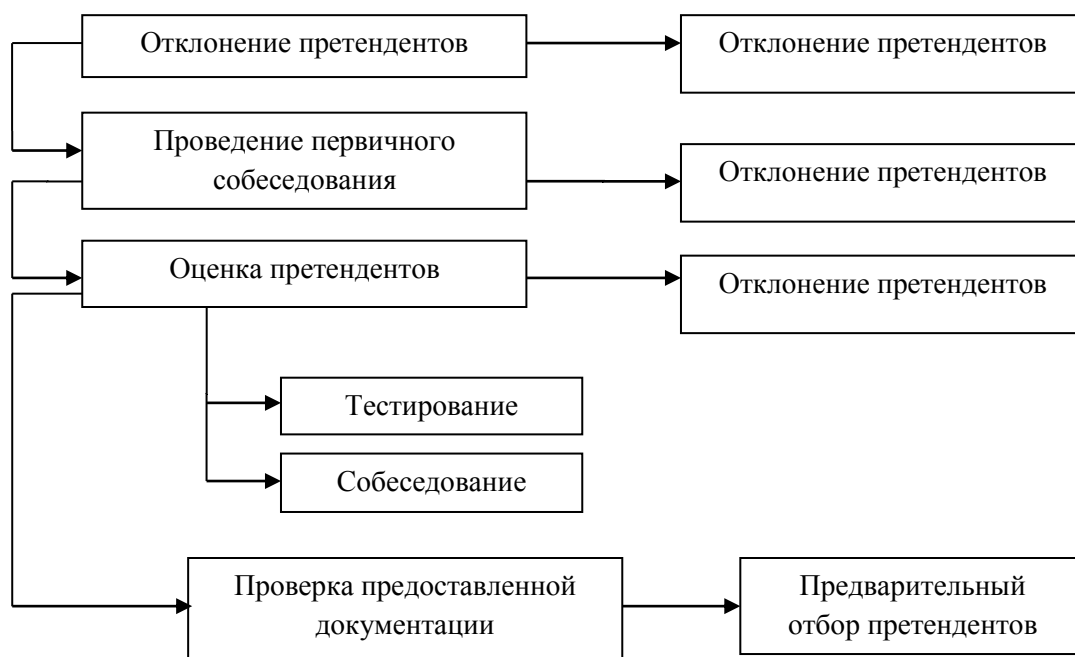 Отклонение претендентов
Отклонение претендентов
Проведение первичного
собеседования
Отклонение претендентов
Оценка претендентов
Отклонение претендентов
Тестирование
Собеседование
Проверка предоставленной
документации
Предварительный
отбор претендентов